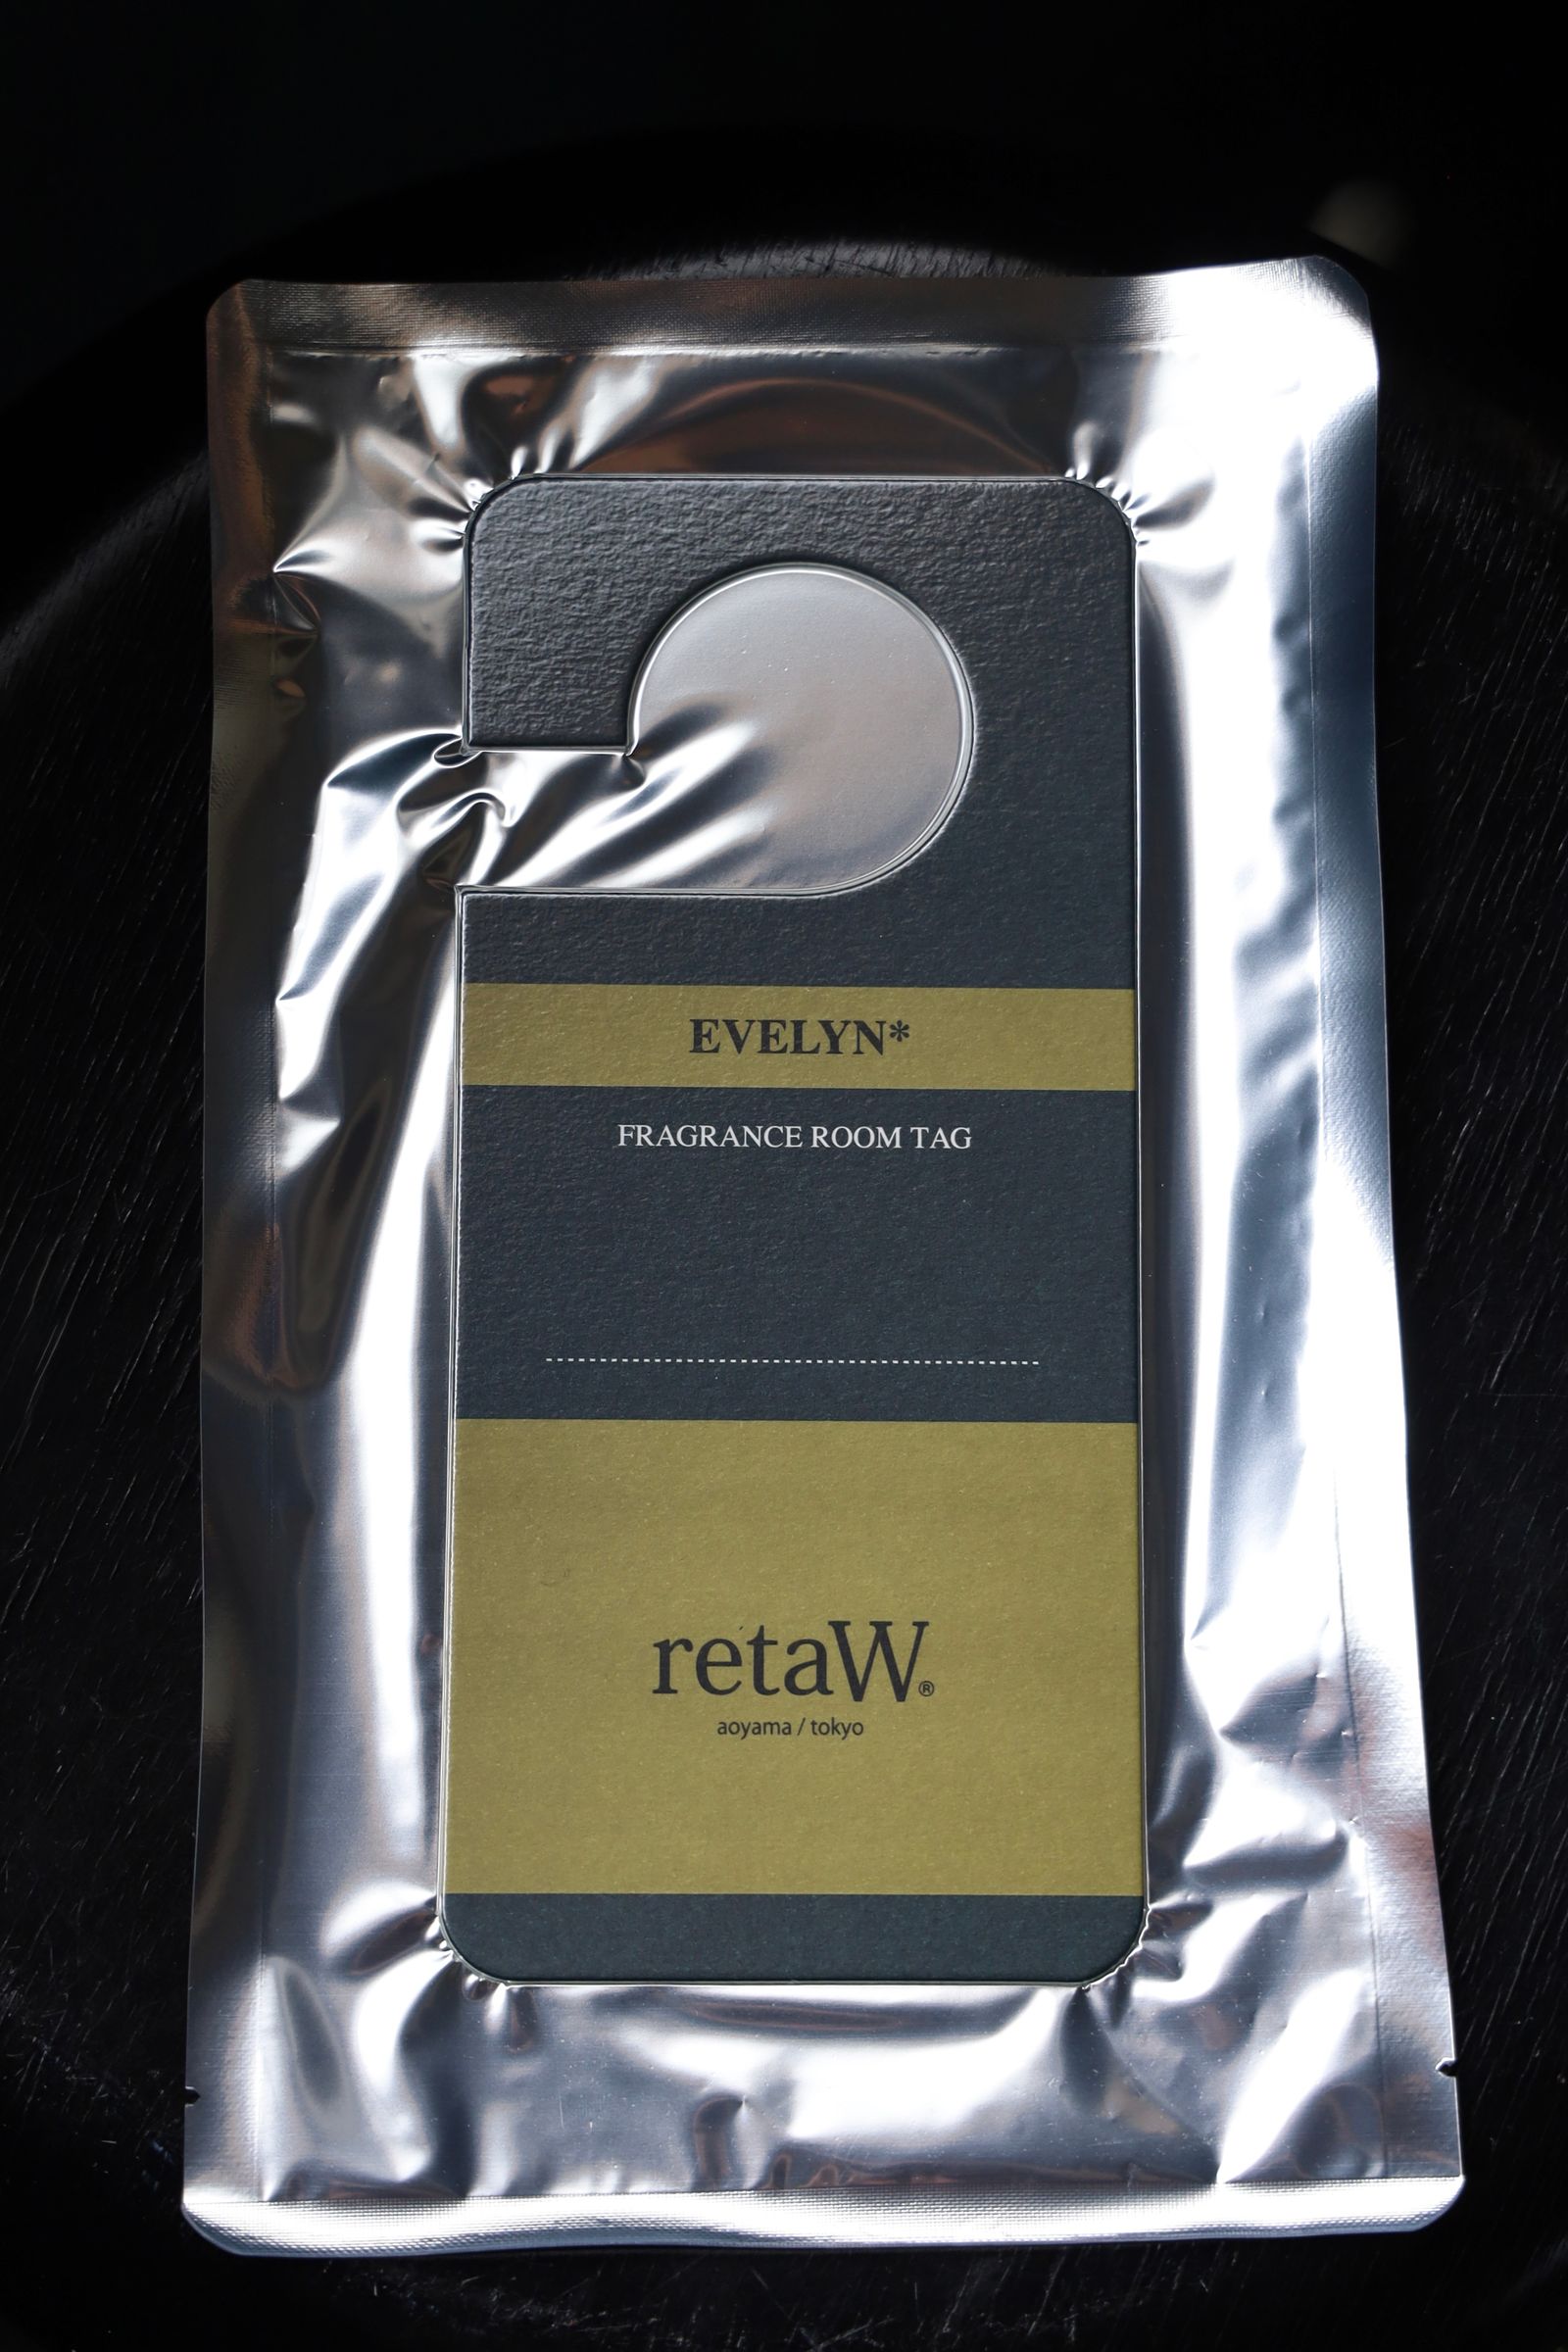 EVELYN*
FRAGRANCE ROOM TAG
retaW®
aoyama / tokyo